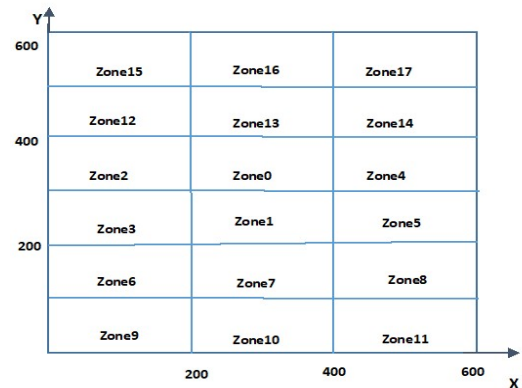 Y
600
Zone15 Zone16 Zone17
Zone12 Zone13 Zone14
400
Zone2 Zone0 Zone4
Zone3 Zone1 Zone5
200
Zone6 Zone7 Zone8
Zone9 Zone10 Zone11
200 400 600
X